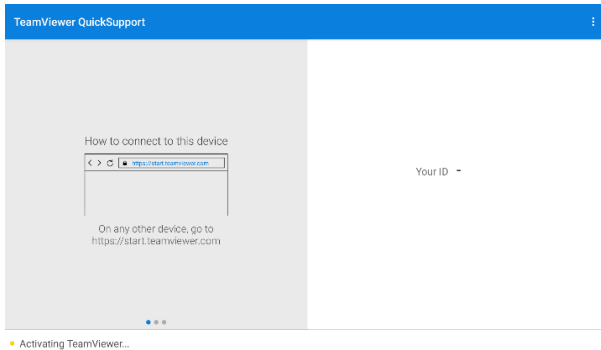 TeamViewer QuickSupport
How to connect to this device
https://start.teamviewer.com
On any other device, go to
https://start.teamviewer.com
Your ID -
Activating TeamViewer...